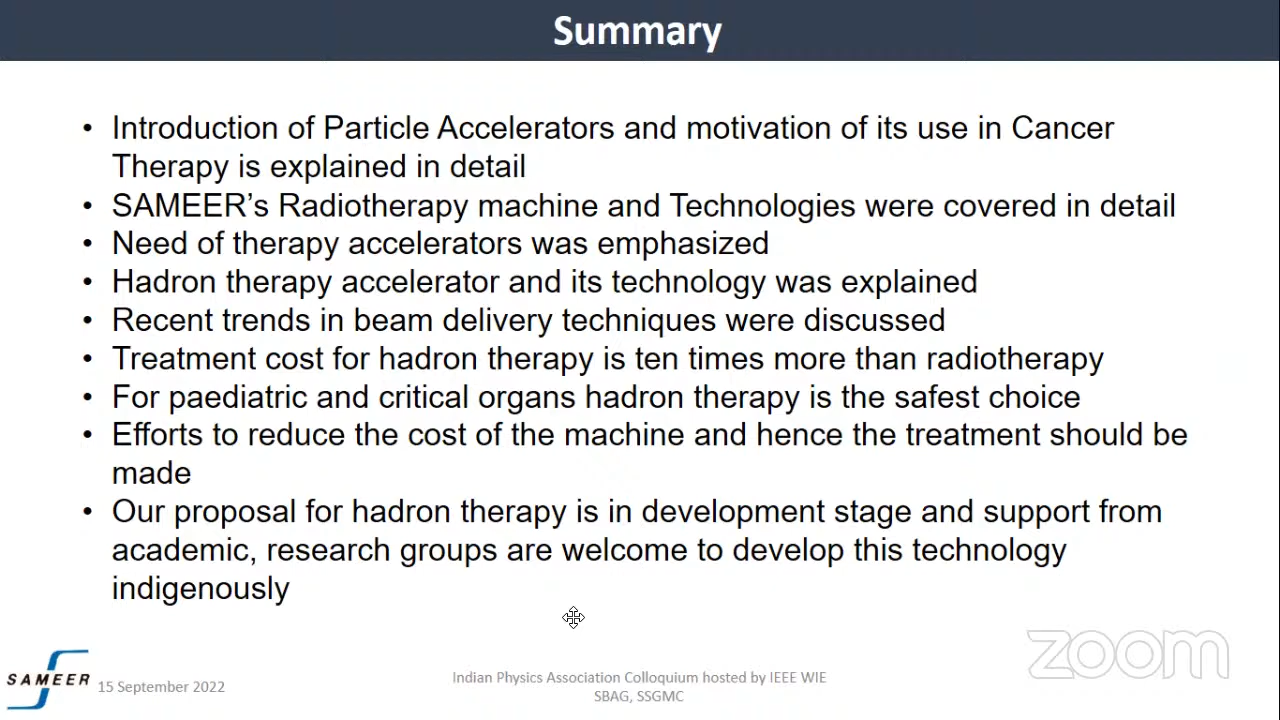 Summary
• Introduction of Particle Accelerators and motivation of its use in Cancer
Therapy is explained in detail
• SAMEER’s Radiotherapy machine and Technologies were covered in detail
• Need of therapy accelerators was emphasized
• Hadron therapy accelerator and its technology was explained
• Recent trends in beam delivery techniques were discussed
• Treatment cost for hadron therapy is ten times more than radiotherapy
• For paediatric and critical organs hadron therapy is the safest choice
• Efforts to reduce the cost of the machine and hence the treatment should be
made
• Our proposal for hadron therapy is in development stage and support from
academic, research groups are welcome to develop this technology
indigenously
zoom
SAMEER
15 September 2022
Indian Physics Association Colloquium hosted by IEEE WIE
SBAG, SSGMC